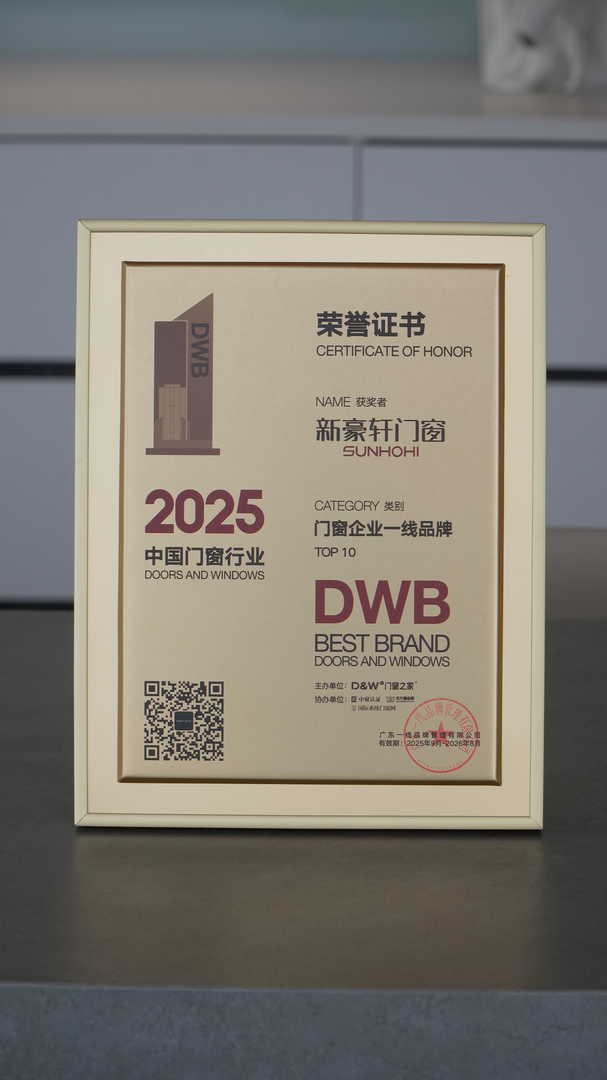 DWB
荣誉证书
CERTIFICATE OF HONOR
NAME 获奖者
新豪轩门窗
SUNHOHI
2025
中国门窗行业
DOORS AND WINDOWS
CATEGORY 类别
门窗企业一线品牌
TOP 10
DWB
BEST BRAND
DOORS AND WINDOWS
主办单位：D&W®门窗之家
协办单位：
广东一线品牌管理有限公司
有效期：2025年9月-2026年8月